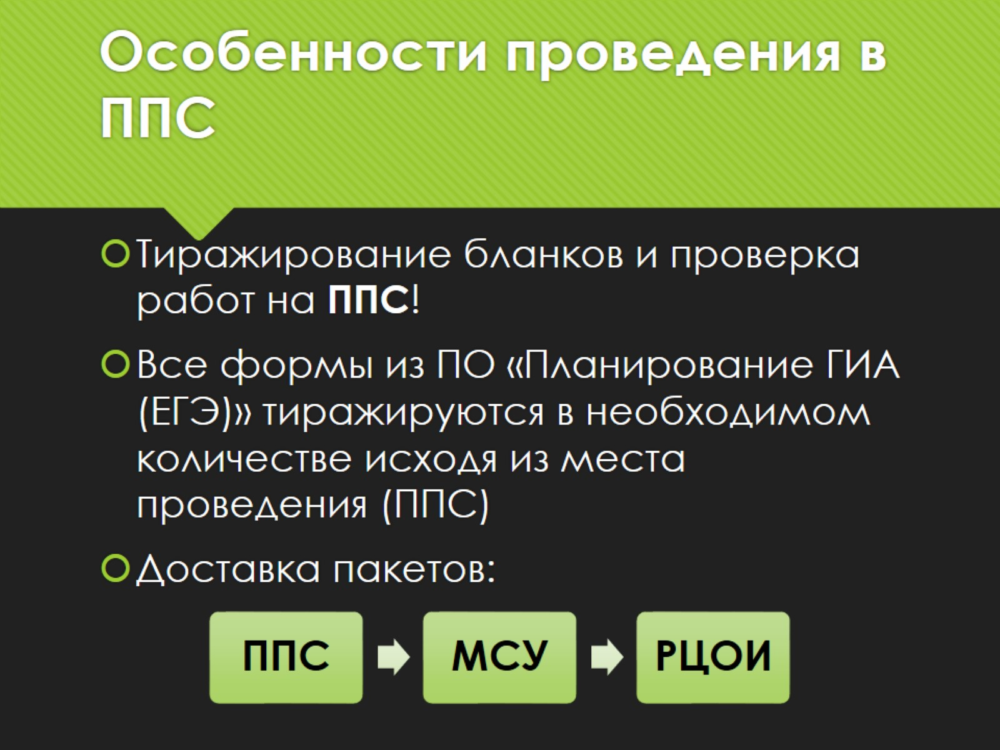 Особенности проведения в
ППС
Тиражирование бланков и проверка
работ на ППС!
Все формы из ПО «Планирование ГИА
(ЕГЭ)» тиражируются в необходимом
количестве исходя из места
проведения (ППС)
Доставка пакетов:
ППС
МСУ
РЦОИ